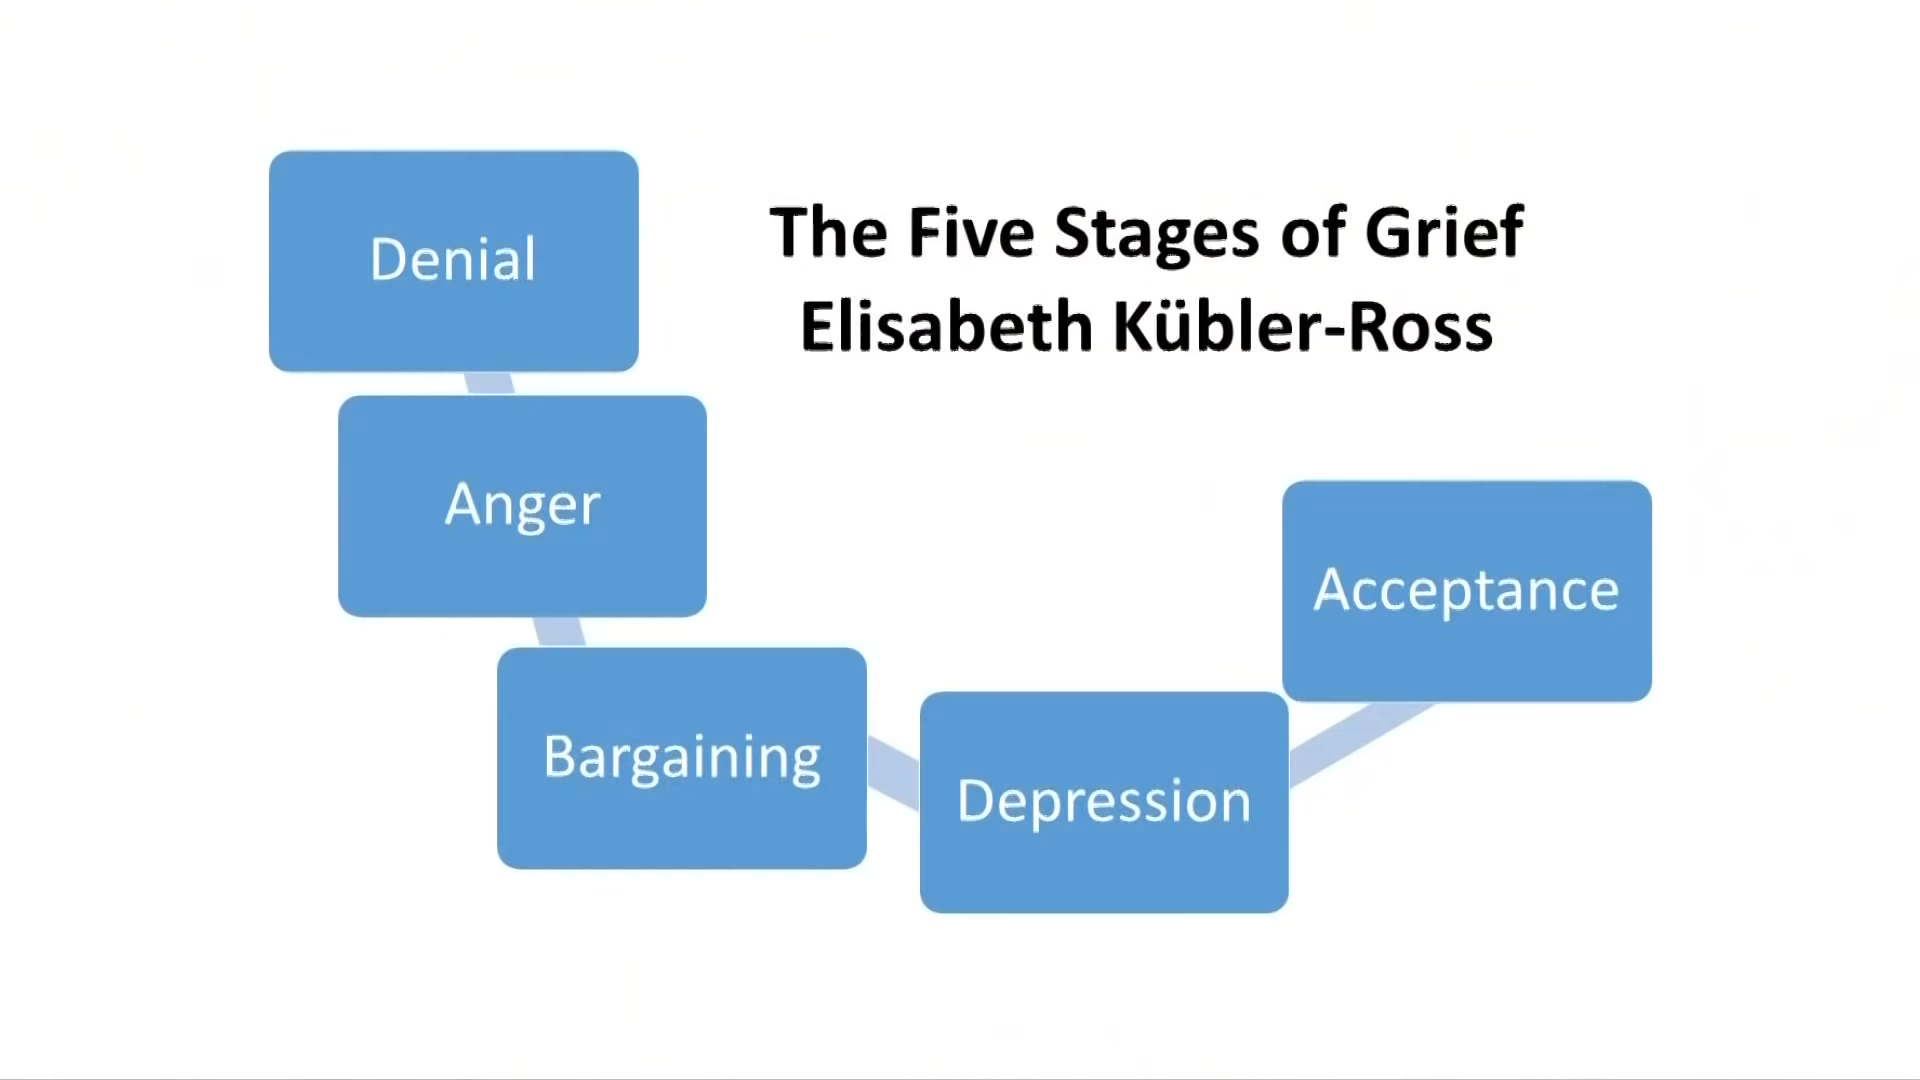 The Five Stages of Grief
Elisabeth Kübler-Ross
Denial
Anger
Bargaining
Depression
Acceptance